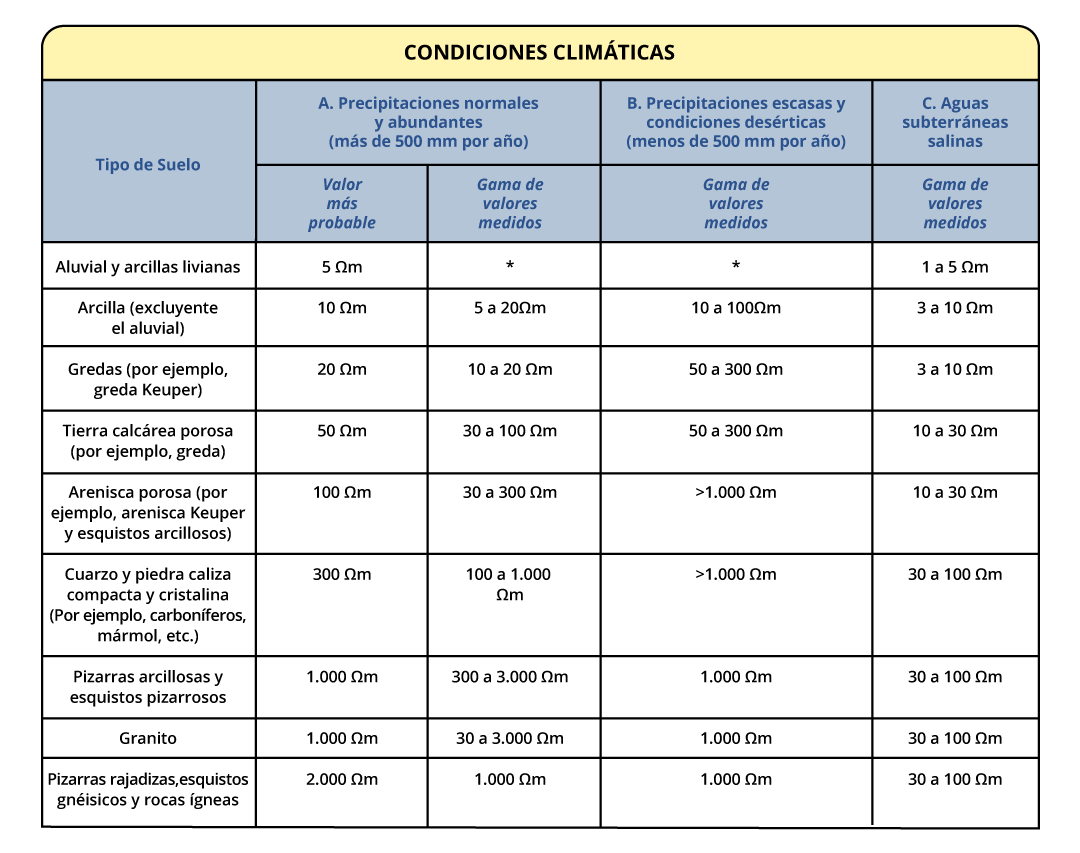 CONDICIONES CLIMÁTICAS
Tipo de Suelo
A. Precipitaciones normales
y abundantes
(más de 500 mm por año)
B. Precipitaciones escasas y
condiciones desérticas
(menos de 500 mm por año)
C. Aguas
subterráneas
salinas
Valor
más
probable
Gama de
valores
medidos
Gama de
valores
medidos
Gama de
valores
medidos
Aluvial y arcillas livianas
5 Ωm
*
*
1 a 5 Ωm
Arcilla (excluyente
el aluvial)
10 Ωm
5 a 20Ωm
10 a 100Ωm
3 a 10 Ωm
Gredas (por ejemplo,
greda Keuper)
20 Ωm
10 a 20 Ωm
50 a 300 Ωm
3 a 10 Ωm
Tierra calcárea porosa
(por ejemplo, greda)
50 Ωm
30 a 100 Ωm
50 a 300 Ωm
10 a 30 Ωm
Arenisca porosa (por
ejemplo, arenisca Keuper
y esquistos arcillosos)
100 Ωm
30 a 300 Ωm
>1.000 Ωm
10 a 30 Ωm
Cuarzo y piedra caliza
compacta y cristalina
(Por ejemplo, carboníferos,
mármol, etc.)
300 Ωm
100 a 1.000
Ωm
>1.000 Ωm
30 a 100 Ωm
Pizarras arcillosas y
esquistos pizarrosos
1.000 Ωm
300 a 3.000 Ωm
1.000 Ωm
30 a 100 Ωm
Granito
1.000 Ωm
30 a 3.000 Ωm
1.000 Ωm
30 a 100 Ωm
Pizarras rajadizas,esquistos
gnéisicos y rocas ígneas
2.000 Ωm
1.000 Ωm
1.000 Ωm
30 a 100 Ωm